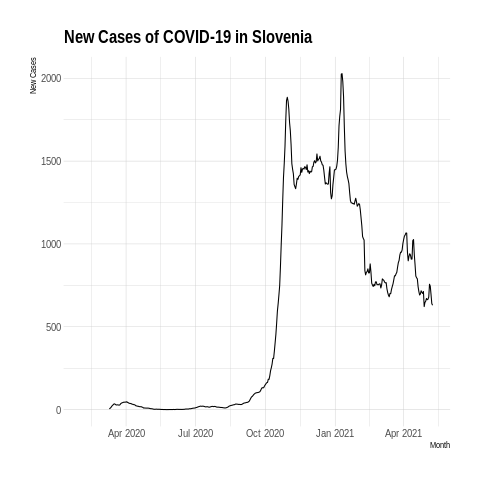 New Cases of COVID-19 in Slovenia
New Cases
2000
1500
1000
500
0
Apr 2020 Jul 2020 Oct 2020 Jan 2021 Apr 2021
Month